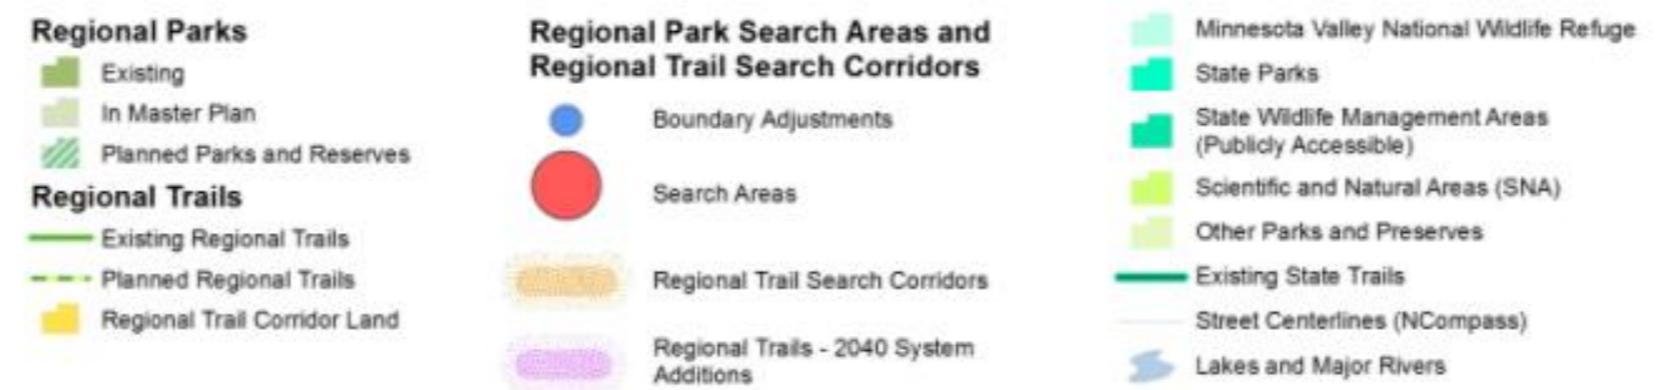 Regional Parks
Existing
In Master Plan
Planned Parks and Reserves
Regional Trails
Existing Regional Trails
Planned Regional Trails
Regional Trail Corridor Land
Regional Park Search Areas and
Regional Trail Search Corridors
Boundary Adjustments
Search Areas
Regional Trail Search Corridors
Regional Trails - 2040 System
Additions
Minnesota Valley National Wildlife Refuge
State Parks
State Wildlife Management Areas
(Publicly Accessible)
Scientific and Natural Areas (SNA)
Other Parks and Preserves
Existing State Trails
Street Centerlines (NCompass)
Lakes and Major Rivers